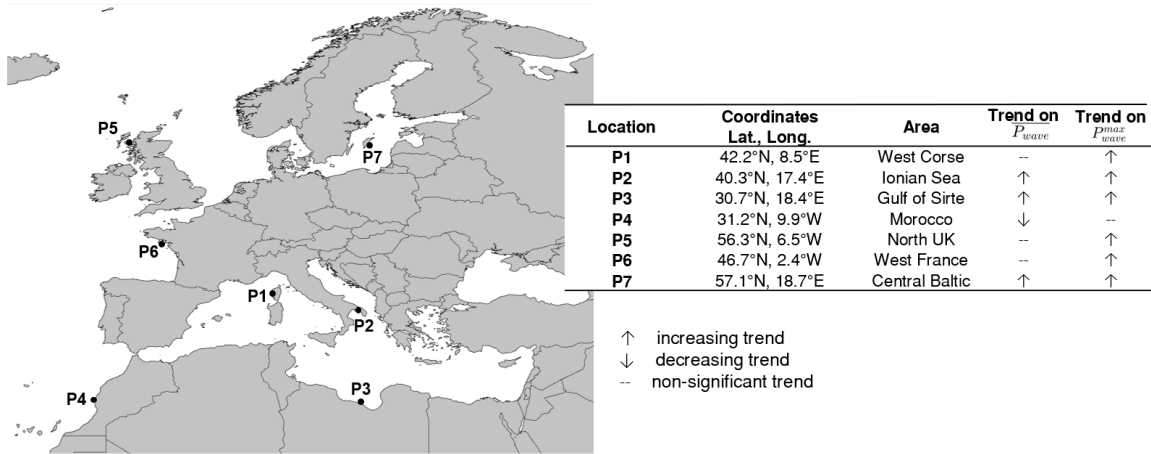 P5
P7
P6
P1
P2
P3
P4
Location Coordinates Lat., Long. Area Trend on P̅wave Trend on Pmaxwave
P1 42.2°N, 8.5°E West Corse -- ↑
P2 40.3°N, 17.4°E Ionian Sea ↑ ↑
P3 30.7°N, 18.4°E Gulf of Sirte ↑ ↑
P4 31.2°N, 9.9°W Morocco ↓ --
P5 56.3°N, 6.5°W North UK -- ↑
P6 46.7°N, 2.4°W West France -- ↑
P7 57.1°N, 18.7°E Central Baltic ↑ ↑
↑ increasing trend
↓ decreasing trend
-- non-significant trend